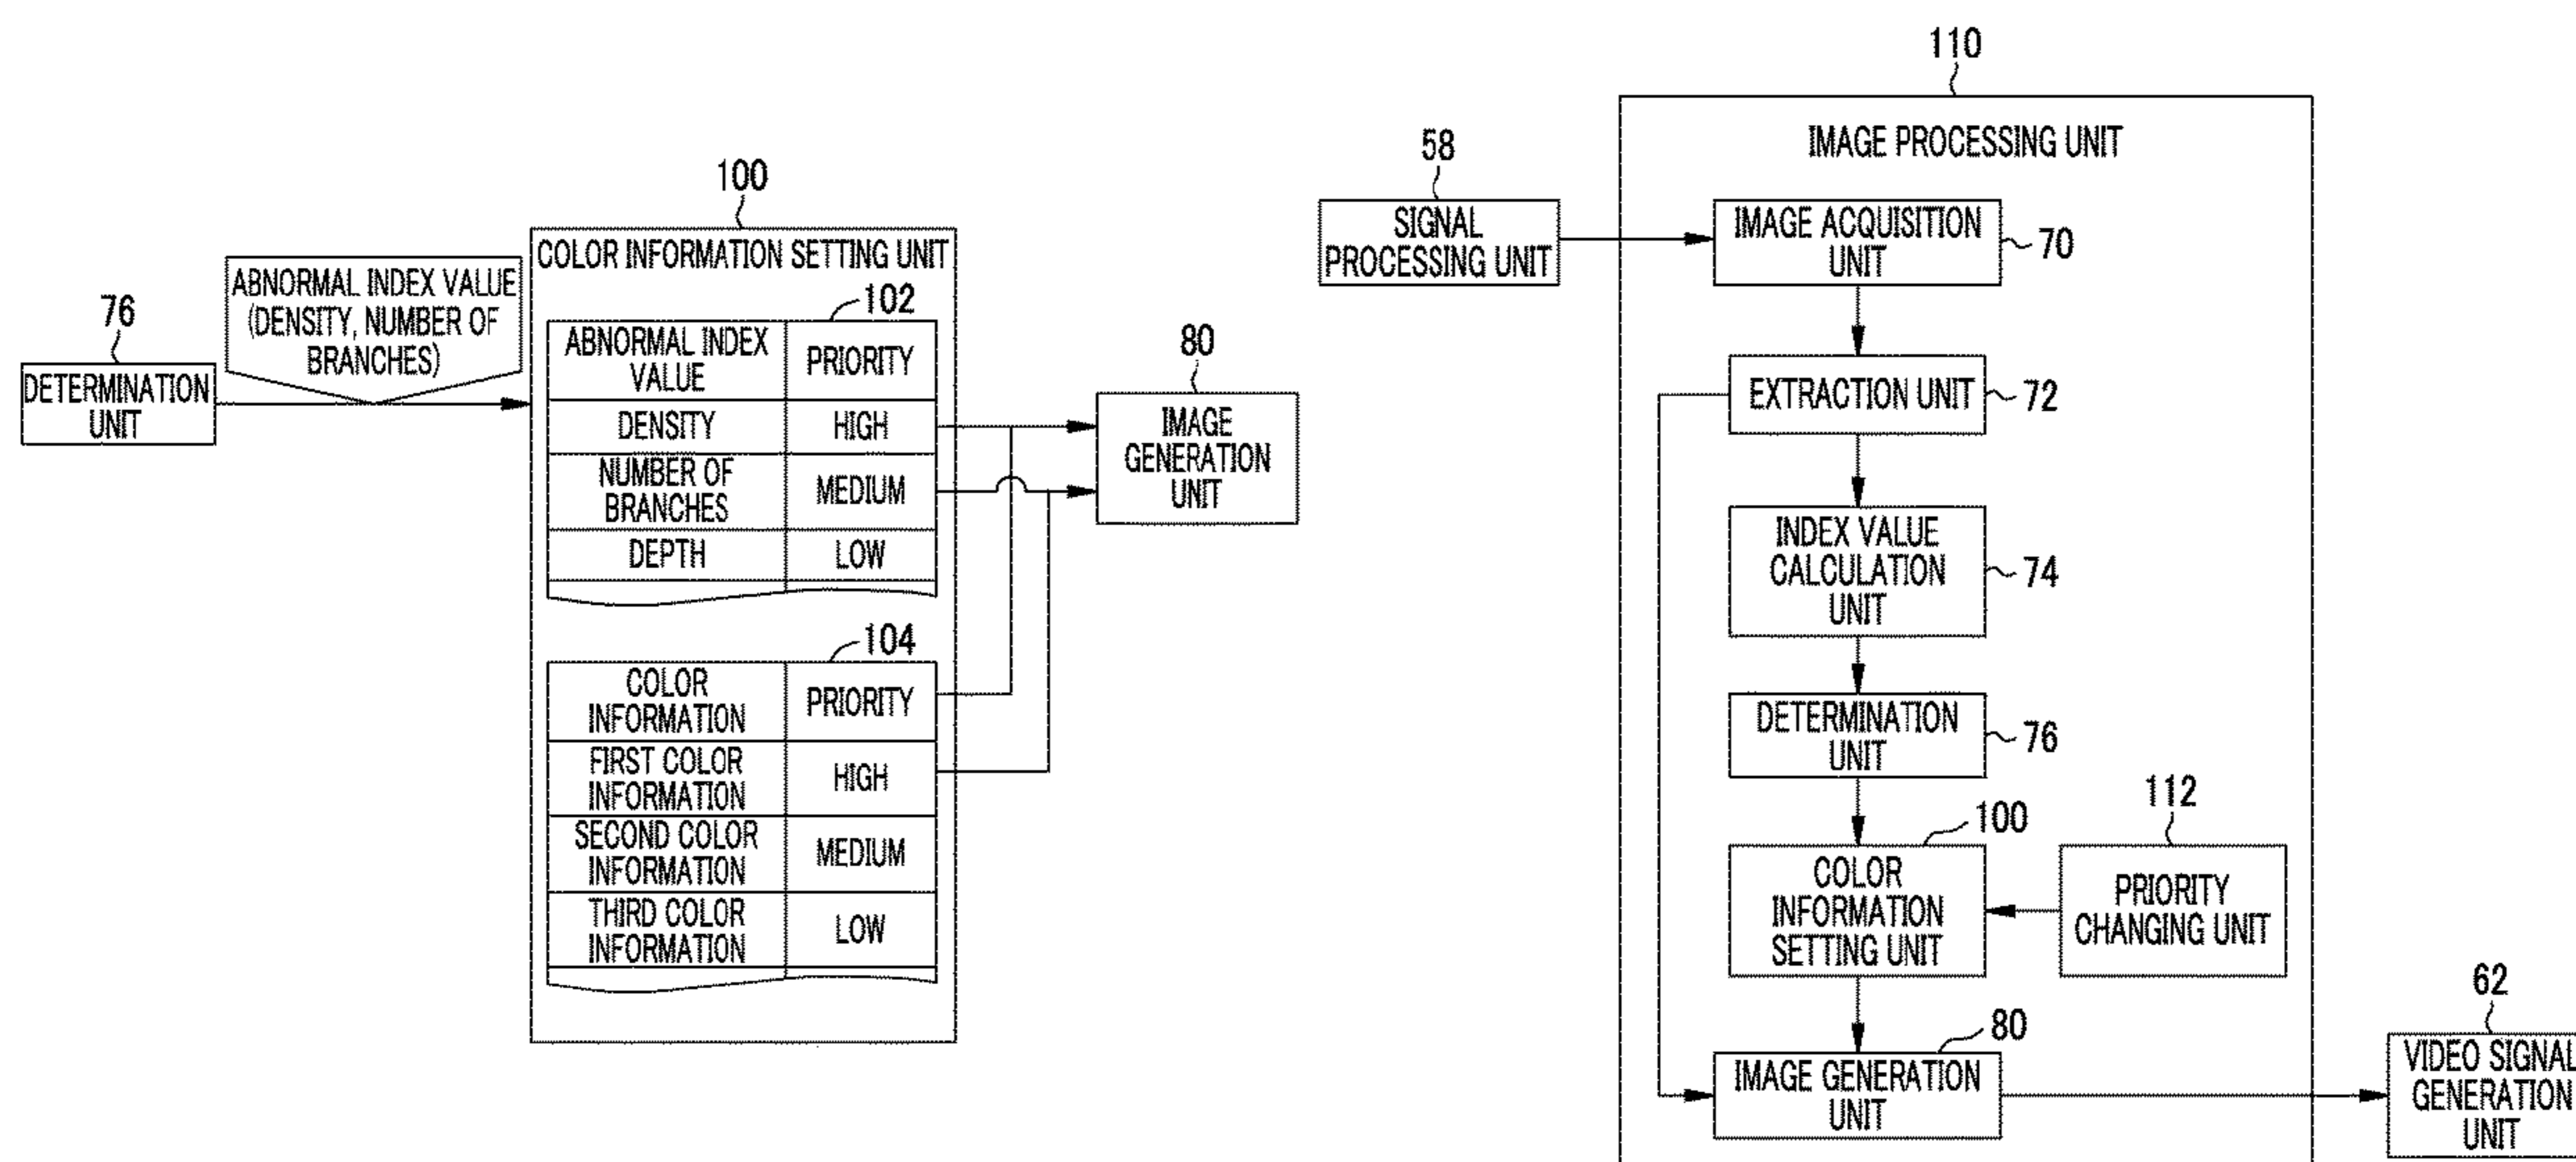 76
DETERMINATION
UNIT
ABNORMAL INDEX VALUE
(DENSITY, NUMBER OF
BRANCHES)
100
COLOR INFORMATION SETTING UNIT
102
ABNORMAL INDEX
VALUE
PRIORITY
DENSITY
HIGH
NUMBER OF
BRANCHES
MEDIUM
DEPTH
LOW
104
COLOR
INFORMATION
PRIORITY
FIRST COLOR
INFORMATION
HIGH
SECOND COLOR
INFORMATION
MEDIUM
THIRD COLOR
INFORMATION
LOW
80
IMAGE
GENERATION
UNIT
110
IMAGE PROCESSING UNIT
58
SIGNAL
PROCESSING UNIT
IMAGE ACQUISITION
UNIT
70
EXTRACTION UNIT
72
INDEX VALUE
CALCULATION
UNIT
74
DETERMINATION
UNIT
76
100
COLOR
INFORMATION
SETTING UNIT
112
PRIORITY
CHANGING UNIT
80
IMAGE GENERATION
UNIT
62
VIDEO SIGNAL
GENERATION
UNIT